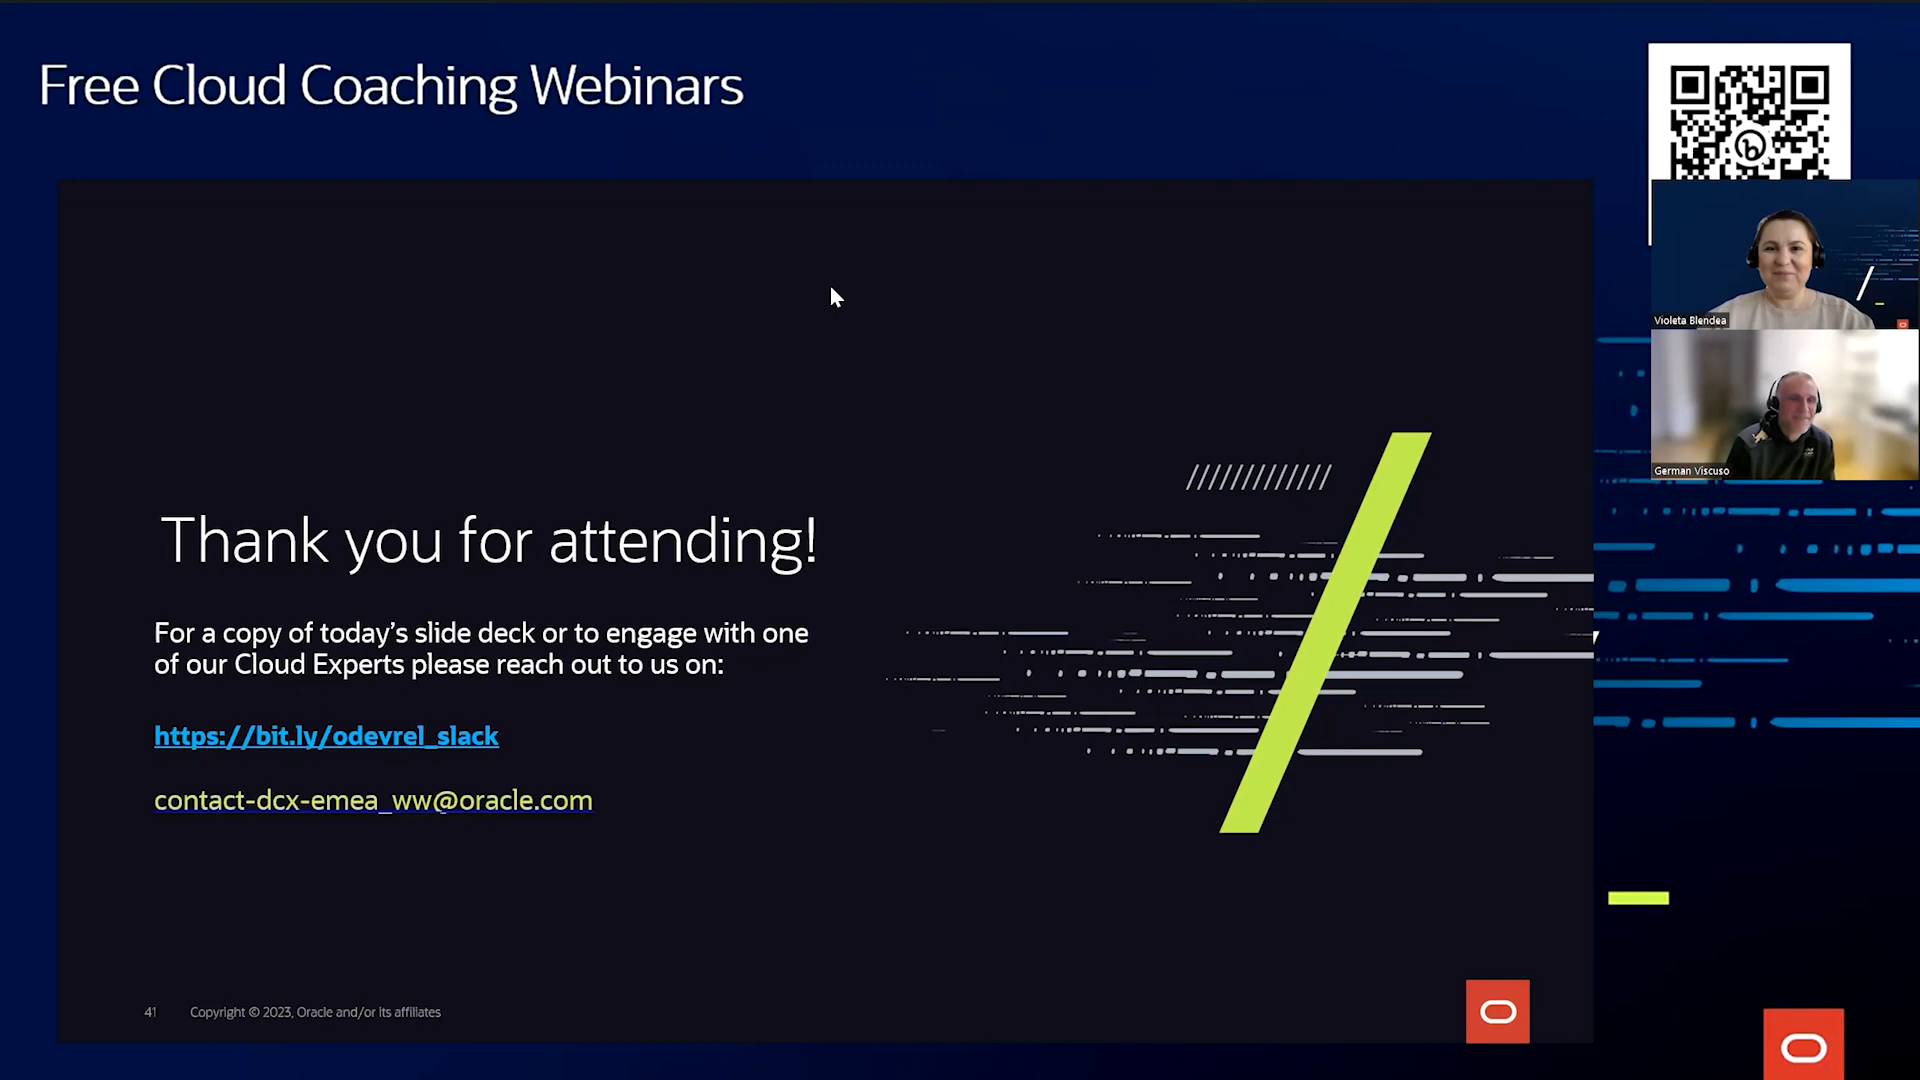 Free Cloud Coaching Webinars
Violeta Blendea
German Viscuso
Thank you for attending!
For a copy of today's slide deck or to engage with one
of our Cloud Experts please reach out to us on:
https://bit.ly/odevrel_slack
contact-dcx-emea_ww@oracle.com
41 Copyright © 2023, Oracle and/or its affiliates